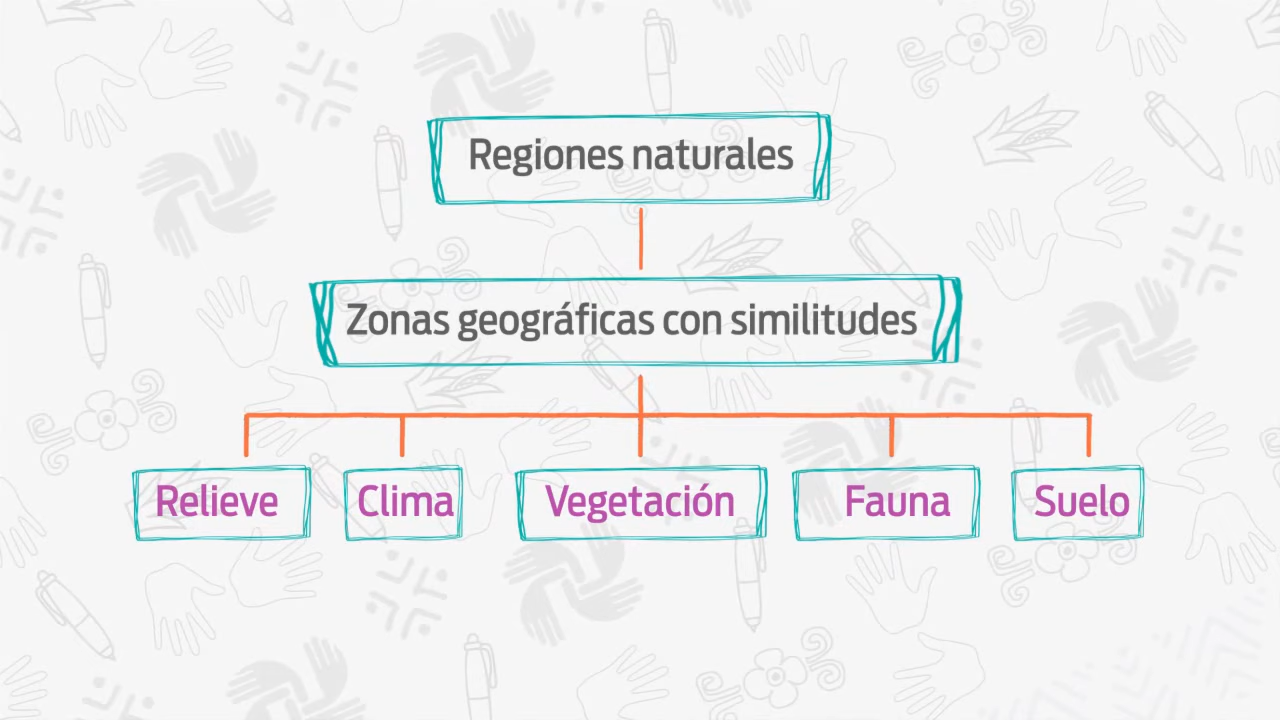 Regiones naturales
Zonas geográficas con similitudes
Relieve
Clima
Vegetación
Fauna
Suelo